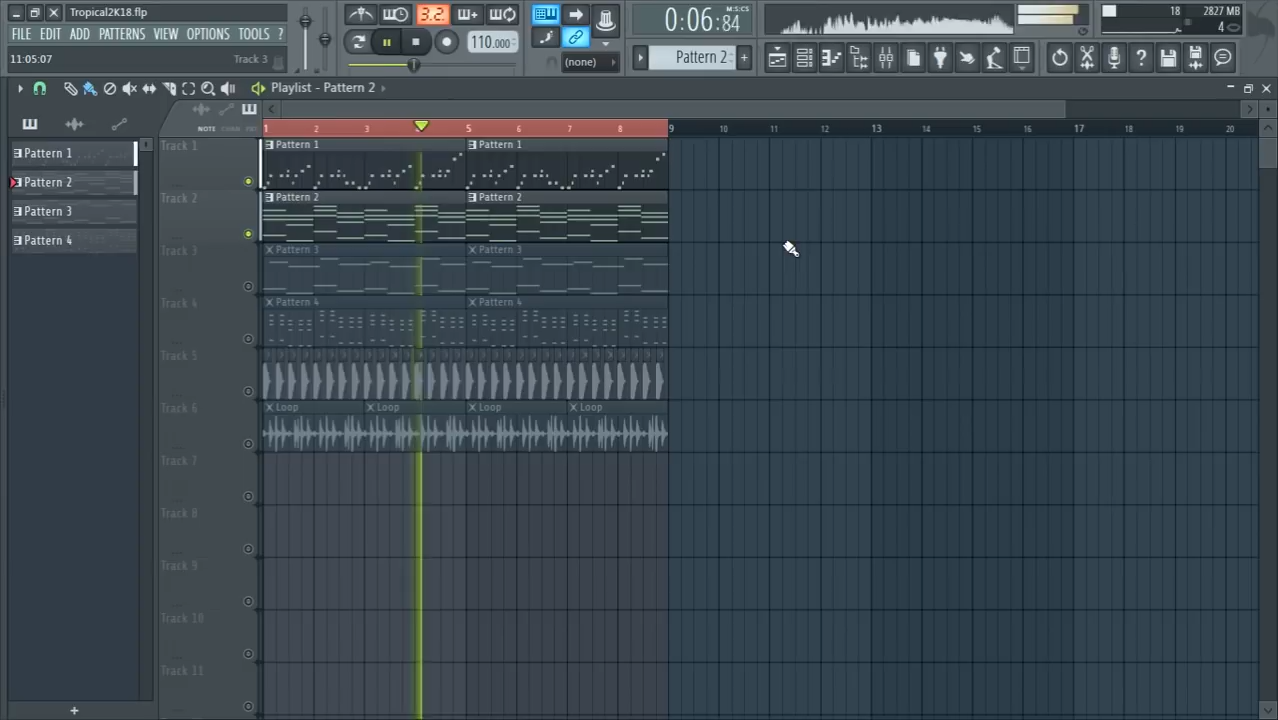 Tropical2K18.flp
FILE EDIT ADD PATTERNS VIEW OPTIONS TOOLS ?
11:05:07 Track 3
3.2.
110.000
(none)
0:06:84
M:S:CS
Pattern 2
18
2827 MB
4
Playlist - Pattern 2
NOTE CHAN PAT
1 2 3 5 6 7 8 9 10 11 12 13 14 15 16 17 18 19 20
Pattern 1
Pattern 2
Pattern 3
Pattern 4
Track 1
Pattern 1 Pattern 1
Track 2
Pattern 2 Pattern 2
Track 3
Pattern 3 Pattern 3
Track 4
Pattern 4 Pattern 4
Track 5
Track 6
Loop Loop Loop Loop
Track 7
Track 8
Track 9
Track 10
Track 11